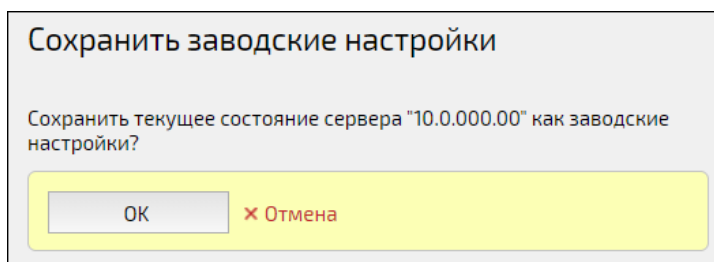 Сохранить заводские настройки
Сохранить текущее состояние сервера "10.0.000.00" как заводские
настройки?
ОК
× Отмена